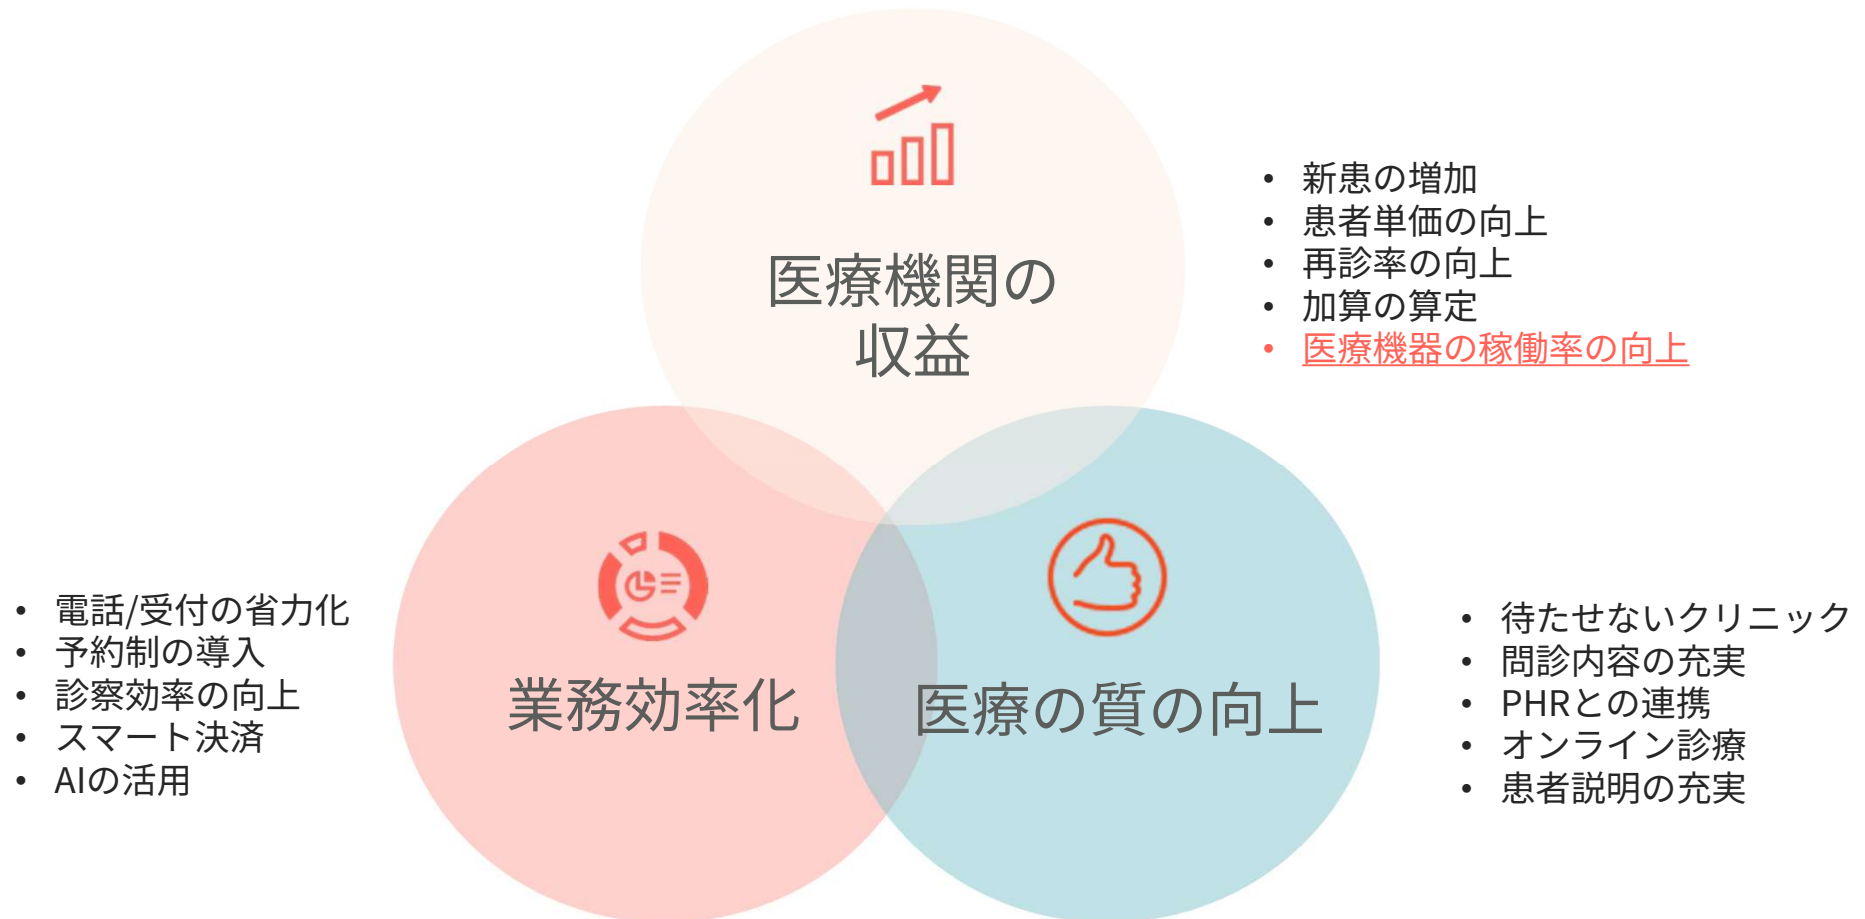 医療機関の
収益
• 新患の増加
• 患者単価の向上
• 再診率の向上
• 加算の算定
• 医療機器の稼働率の向上
業務効率化
• 電話/受付の省力化
• 予約制の導入
• 診察効率の向上
• スマート決済
• AIの活用
医療の質の向上
• 待たせないクリニック
• 問診内容の充実
• PHRとの連携
• オンライン診療
• 患者説明の充実